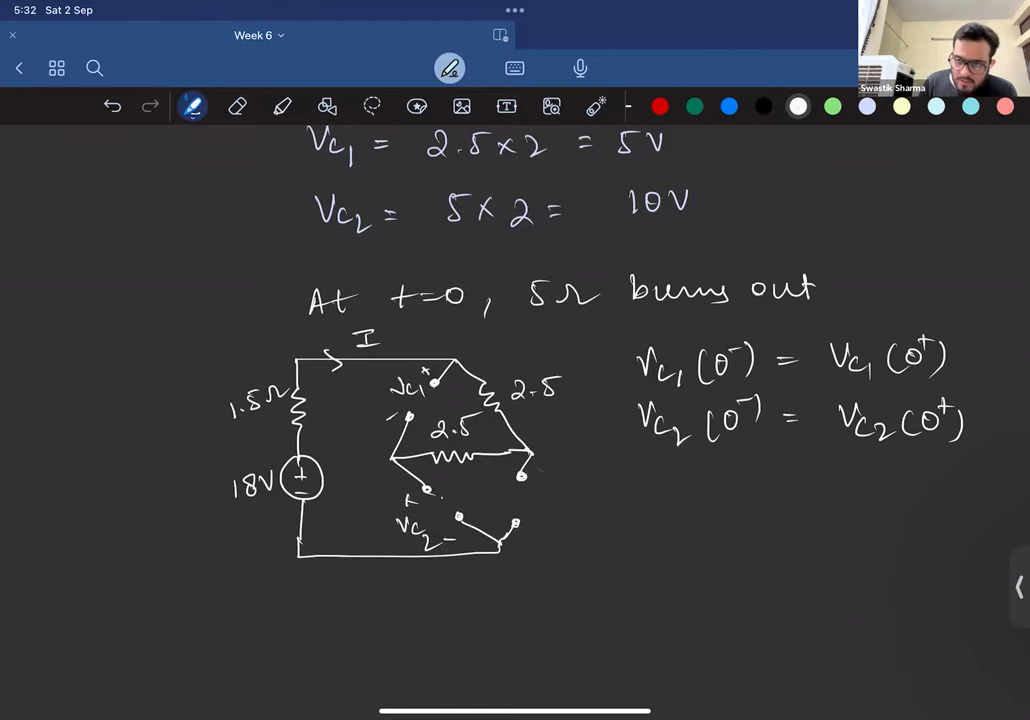 5:32 Sat 2 Sep
Week 6
Swastik Sharma
VC1 = 2.5×2 = 5V
VC2 = 5×2 = 10V
At t=0, 5Ω burns out
I
VC1(0⁻) = VC1(0⁺)
VC2(0⁻) = VC2(0⁺)
1.5Ω
+
VC1
-
2.5
2.5
18V
+
-
+
VC2
-